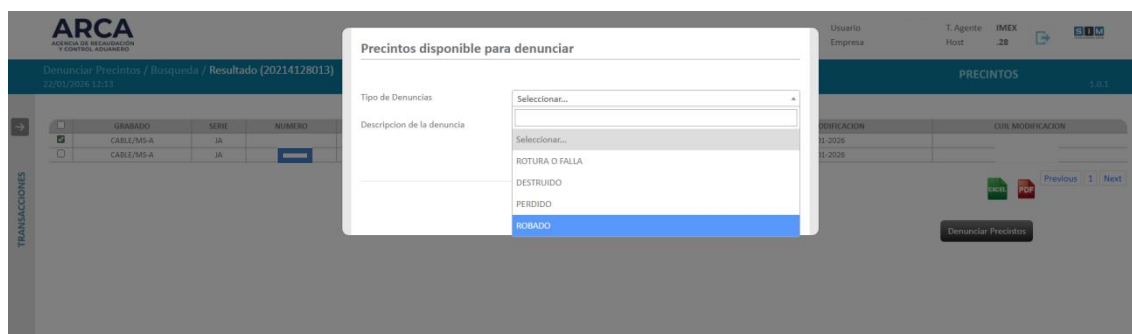 ARCA
AGENCIA DE RECAUDACIÓN
Y CONTROL ADUANERO
Usuario
Empresa
T. Agente IMEX
Host .28
SIM
Denunciar Precintos / Busqueda / Resultado (20214128013)
22/01/2026 12:13
PRECINTOS
1.0.1
Precintos disponible para denunciar
Tipo de Denuncias
Seleccionar...
Descripcion de la denuncia
Seleccionar...
ROTURA O FALLA
DESTRUIDO
PERDIDO
ROBADO
GRABADO SERIE NUMERO CUIL MODIFICACION
CABLE/MS-A JA 01-2026
CABLE/MS-A JA 01-2026
EXCEL PDF Previous 1 Next
Denunciar Precintos
TRANSACCIONES